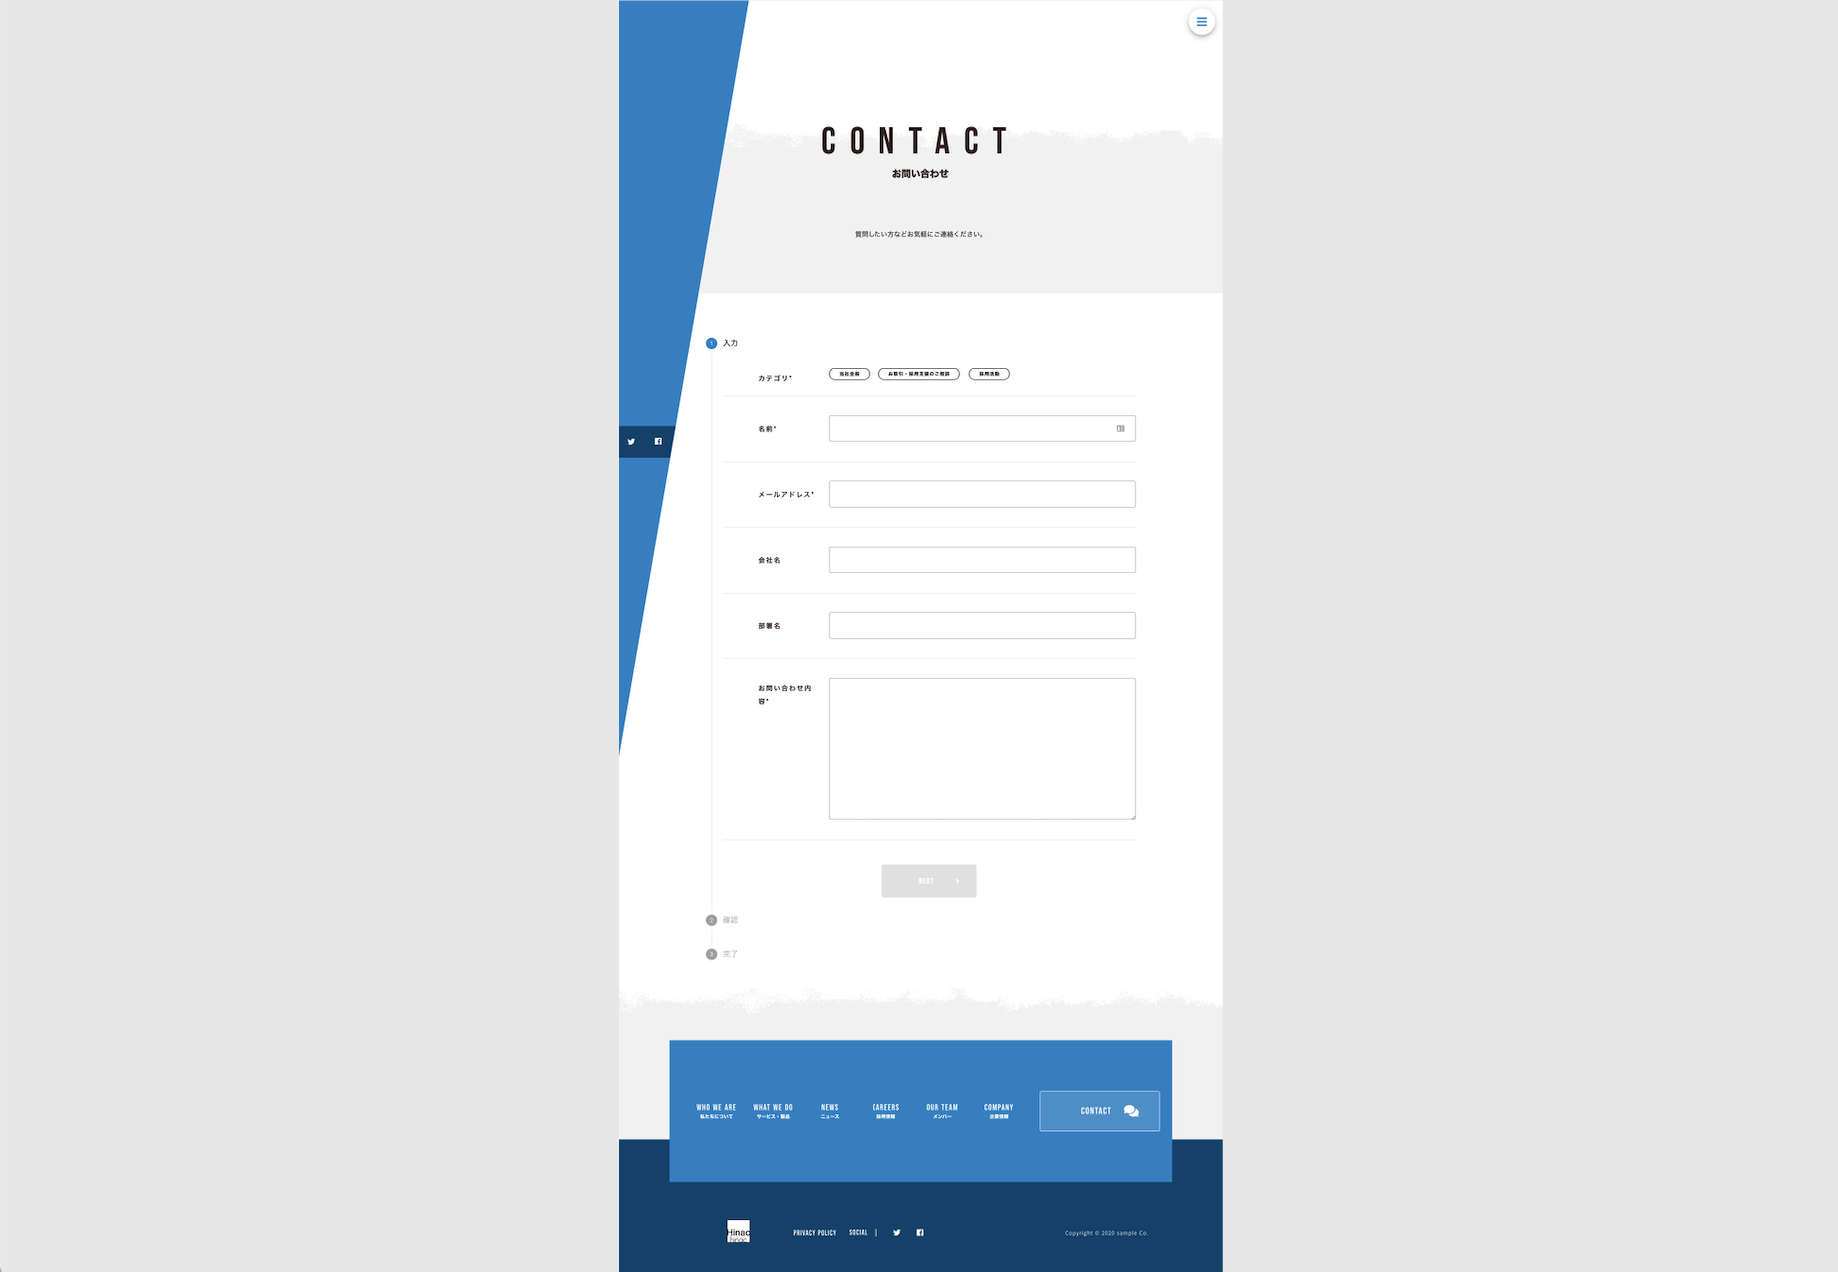 CONTACT
お問い合わせ
質問したい方などお気軽にご連絡ください。
1 入力
カテゴリ* 当社全般 お取引・採用支援のご相談 採用活動
名前*
メールアドレス*
会社名
部署名
お問い合わせ内
容*
NEXT
2 確認
3 完了
WHO WE ARE WHAT WE DO NEWS CAREERS OUR TEAM COMPANY CONTACT
私たちについて サービス・製品 ニュース 採用情報 メンバー 企業情報
Hinac
hinac
PRIVACY POLICY SOCIAL Copyright © 2020 sample Co.